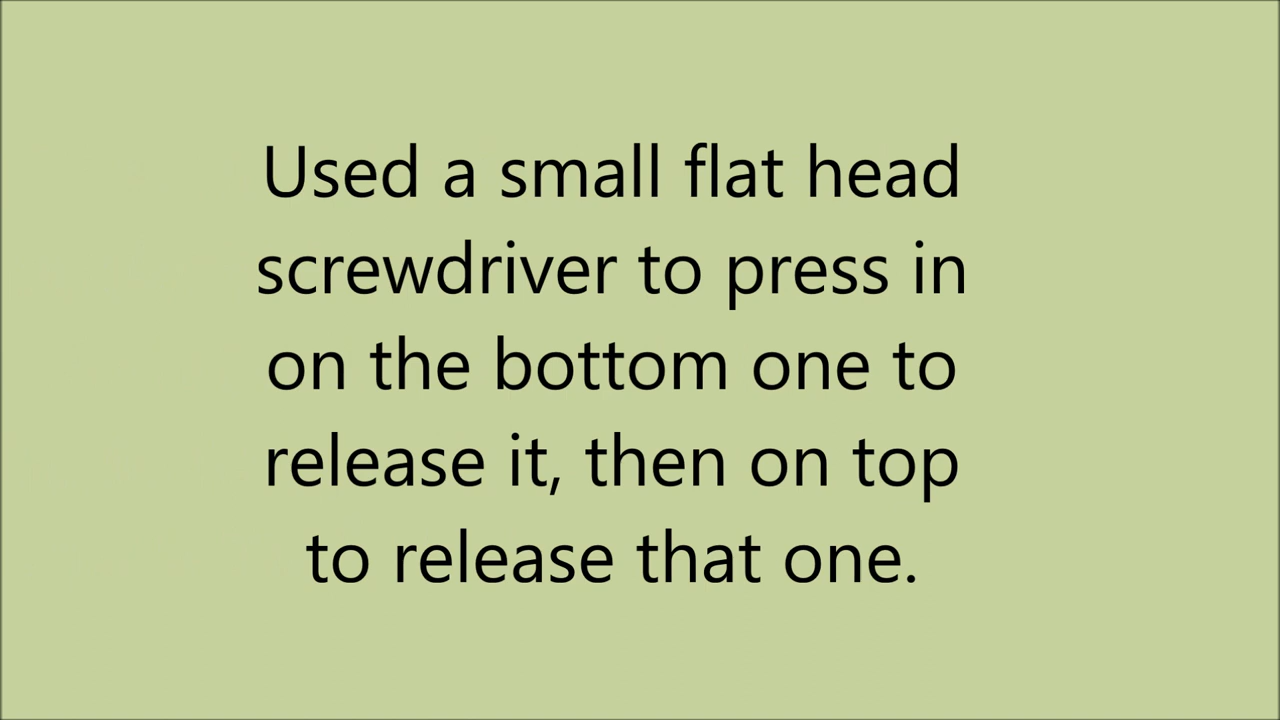 Used a small flat head
screwdriver to press in
on the bottom one to
release it, then on top
to release that one.